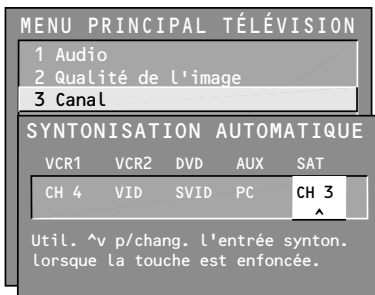 MENU PRINCIPAL TÉLÉVISION
1 Audio
2 Qualité de l'image
3 Canal
SYNTONISATION AUTOMATIQUE
VCR1 VCR2 DVD AUX SAT
CH 4 VID SVID PC CH 3
^
Util. ^v p/chang. l'entrée synton.
lorsque la touche est enfoncée.